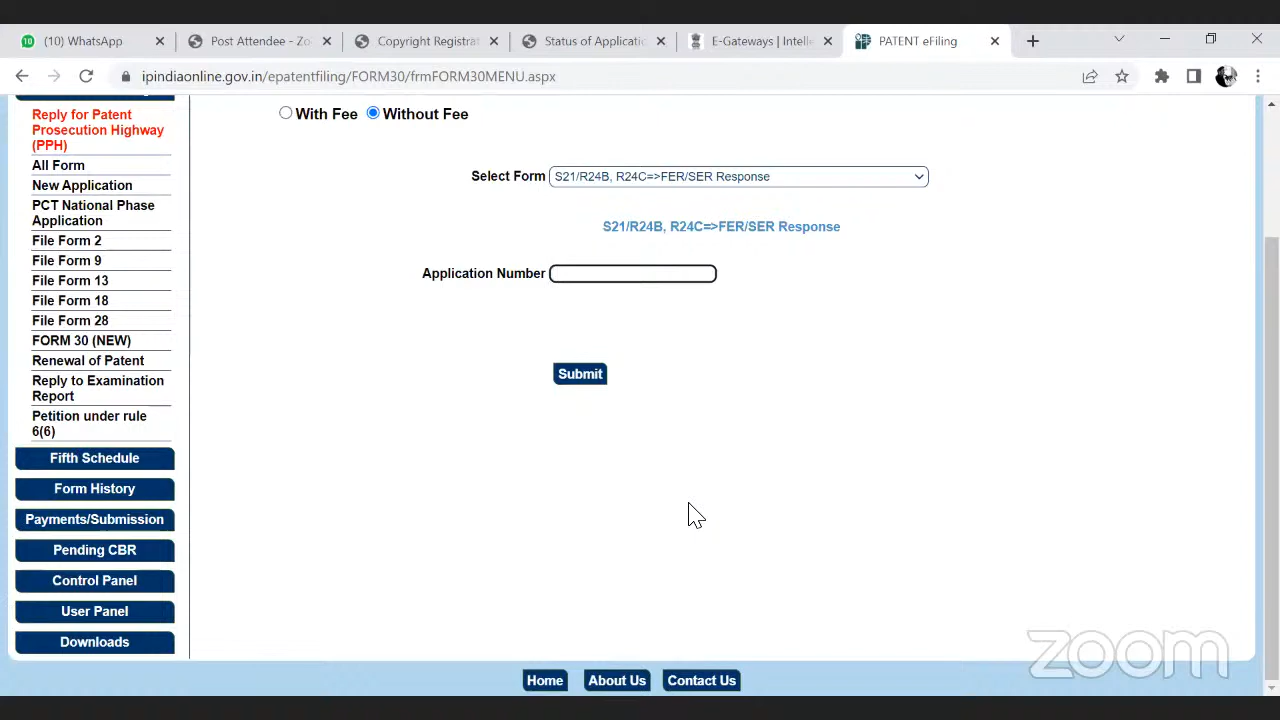 10
(10) WhatsApp
Post Attendee - Zo
Copyright Registrat
Status of Applicatio
E-Gateways | Intelle
PATENT eFiling
ipindiaonline.gov.in/epatentfiling/FORM30/frmFORM30MENU.aspx
Reply for Patent
Prosecution Highway
(PPH)
All Form
New Application
PCT National Phase
Application
File Form 2
File Form 9
File Form 13
File Form 18
File Form 28
FORM 30 (NEW)
Renewal of Patent
Reply to Examination
Report
Petition under rule
6(6)
Fifth Schedule
Form History
Payments/Submission
Pending CBR
Control Panel
User Panel
Downloads
With Fee Without Fee
Select Form S21/R24B, R24C=>FER/SER Response
S21/R24B, R24C=>FER/SER Response
Application Number
Submit
zoom
Home About Us Contact Us